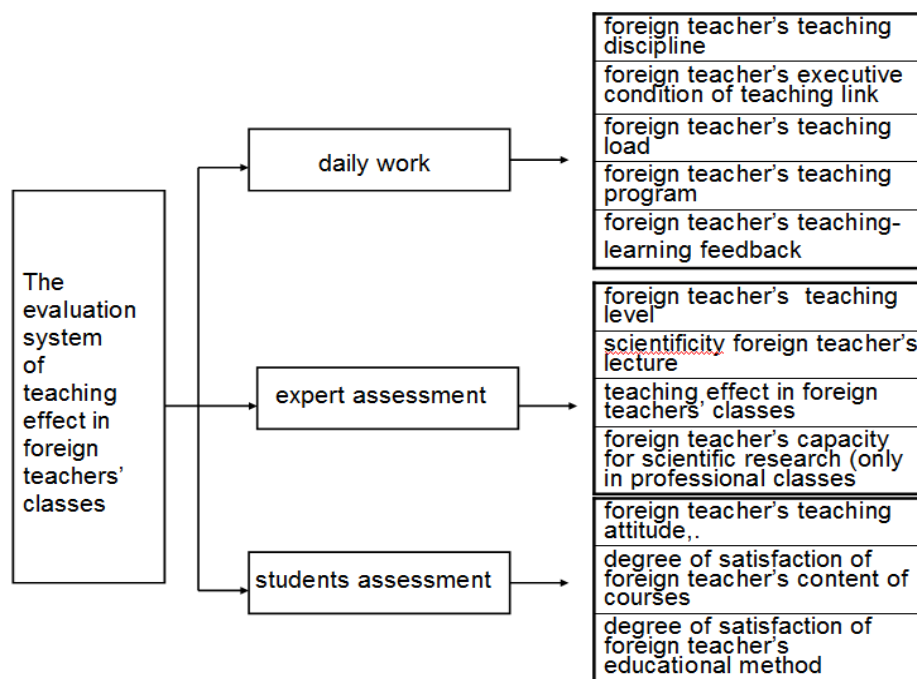 The
evaluation
system
of
teaching
effect in
foreign
teachers’
classes
daily work
foreign teacher’s teaching
discipline
foreign teacher’s executive
condition of teaching link
foreign teacher’s teaching
load
foreign teacher’s teaching
program
foreign teacher’s teaching-
learning feedback
expert assessment
foreign teacher’s teaching
level
scientificity foreign teacher’s
lecture
teaching,effect in foreign
teachers’ classes
foreign teacher’s capacity
for scientific research (only
in professional classes
students assessment
foreign teacher’s teaching
attitude,.
degree of satisfaction of
foreign teacher’s content of
courses
degree of satisfaction of
foreign teacher’s
educational method